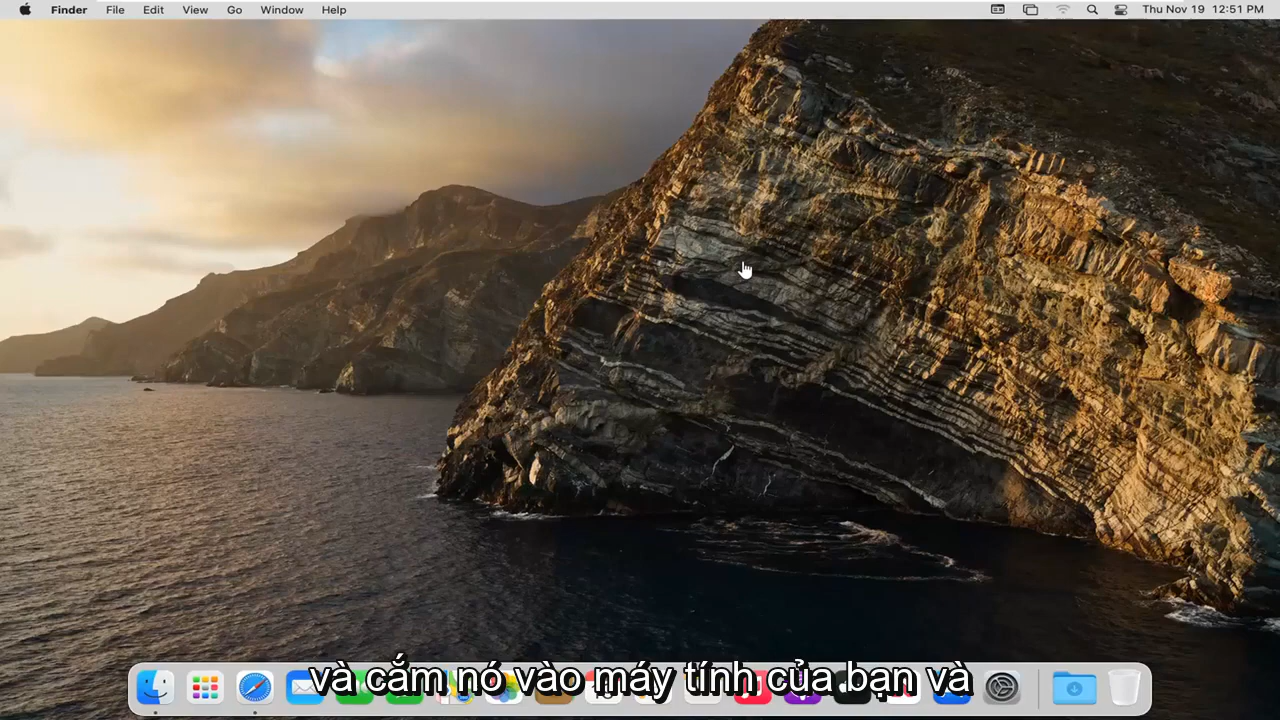 Finder File Edit View Go Window Help Thu Nov 19 12:51 PM
và cắm nó vào máy tính của bạn và